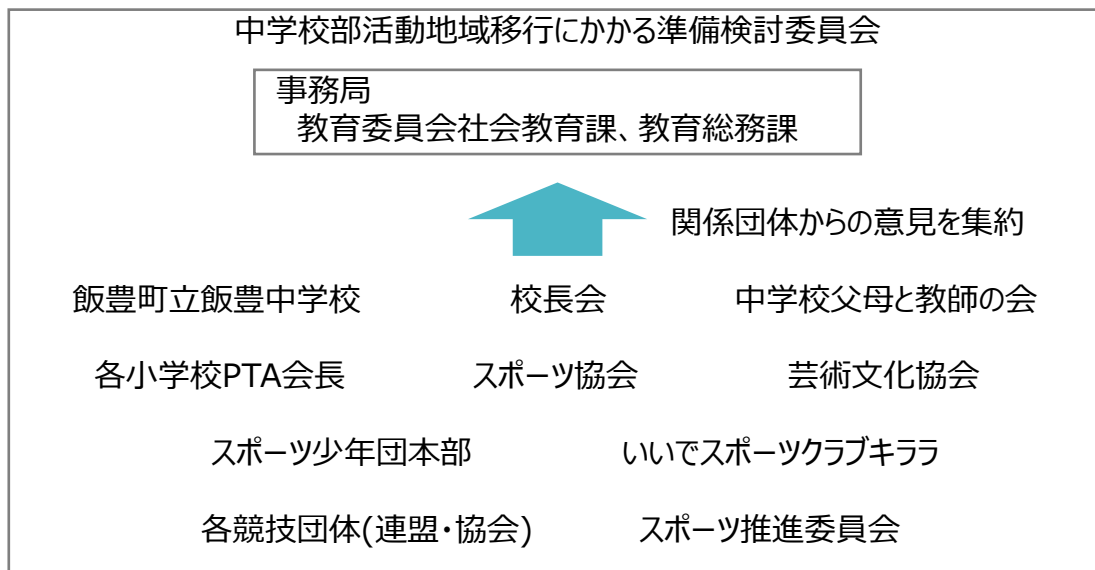 中学校部活動地域移行にかかる準備検討委員会
事務局
教育委員会社会教育課、教育総務課
関係団体からの意見を集約
飯豊町立飯豊中学校 校長会 中学校父母と教師の会
各小学校PTA会長 スポーツ協会 芸術文化協会
スポーツ少年団本部 いいでスポーツクラブキララ
各競技団体(連盟・協会) スポーツ推進委員会